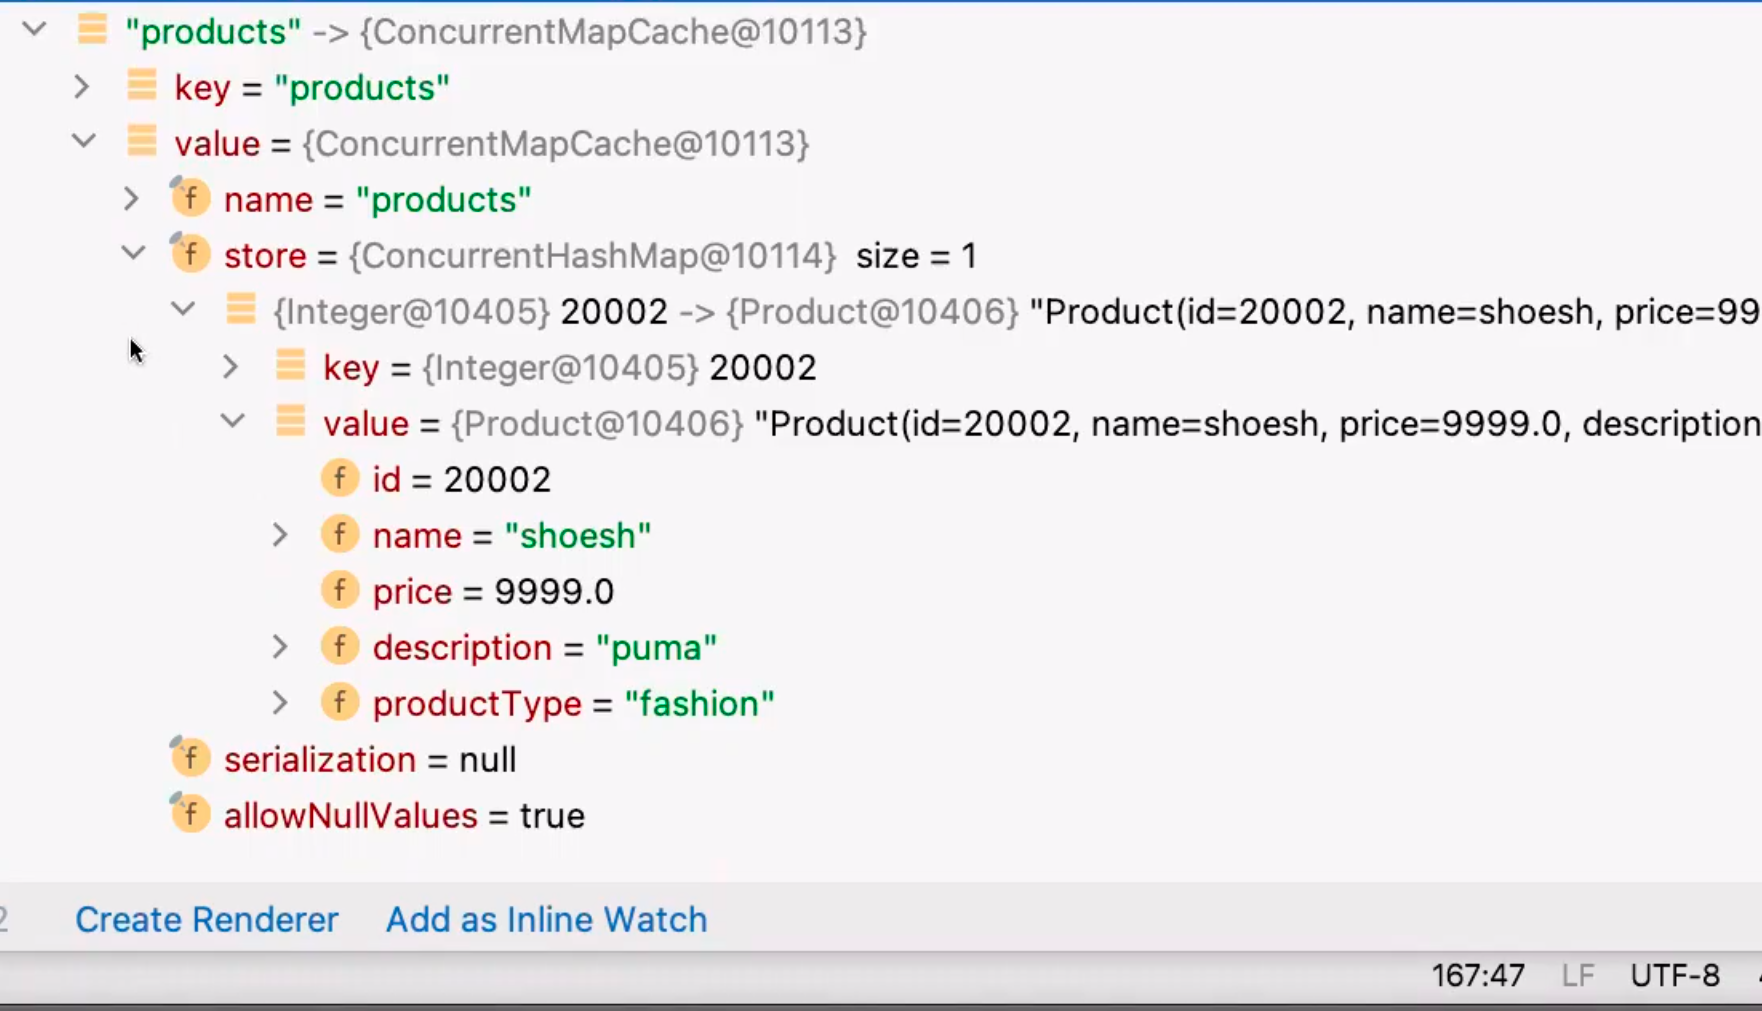 "products" -> {ConcurrentMapCache@10113}
key = "products"
value = {ConcurrentMapCache@10113}
f name = "products"
f store = {ConcurrentHashMap@10114} size = 1
{Integer@10405} 20002 -> {Product@10406} "Product(id=20002, name=shoesh, price=99
key = {Integer@10405} 20002
value = {Product@10406} "Product(id=20002, name=shoesh, price=9999.0, description
f id = 20002
f name = "shoesh"
f price = 9999.0
f description = "puma"
f productType = "fashion"
f serialization = null
f allowNullValues = true
2 Create Renderer Add as Inline Watch
167:47 LF UTF-8